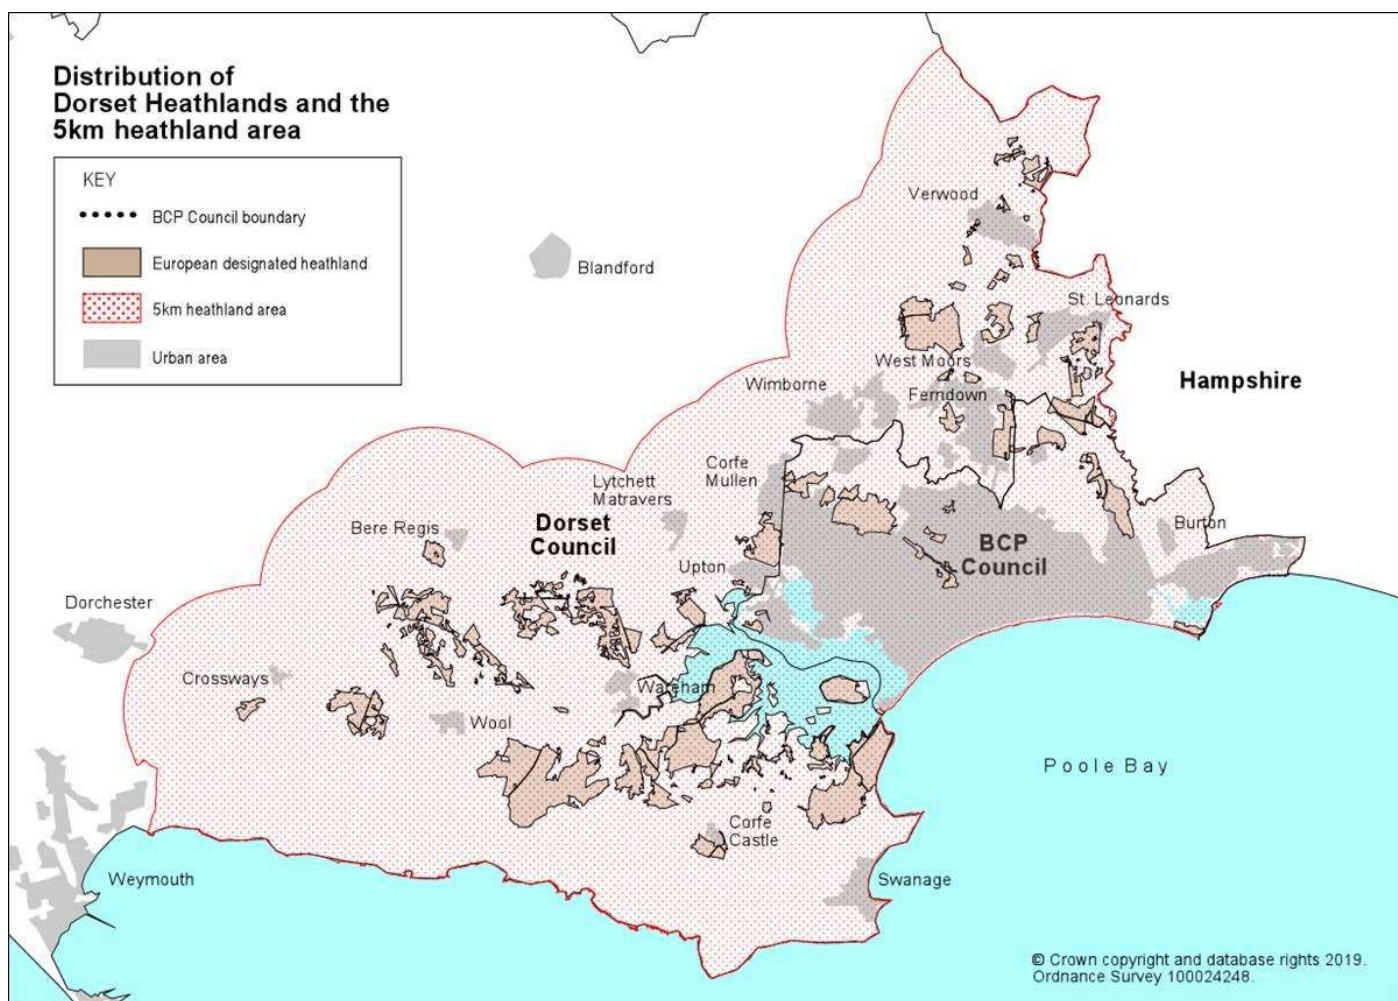 Distribution of
Dorset Heathlands and the
5km heathland area
KEY
BCP Council boundary
European designated heathland
5km heathland area
Urban area
Blandford
Verwood
St. Leonards
West Moors
Hampshire
Wimborne
Ferndown
Corfe
Mullen
Lytchett
Matravers
Bere Regis
Dorset
Council
BCP
Council
Burton
Upton
Dorchester
Crossways
Wareham
Wool
Poole Bay
Corfe
Castle
Weymouth
Swanage
© Crown copyright and database rights 2019.
Ordnance Survey 100024248.